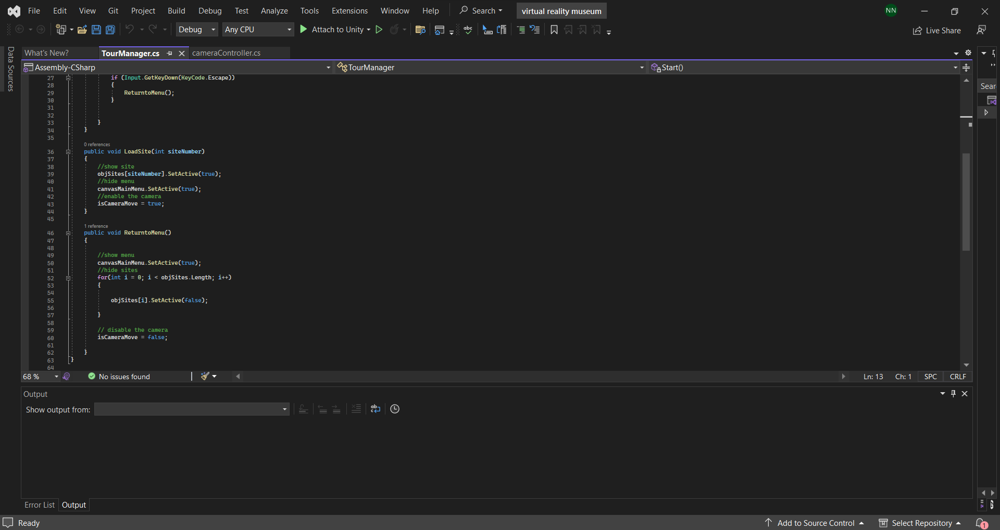 File Edit View Git Project Build Debug Test Analyze Tools Extensions Window Help Search virtual reality museum NN
Debug Any CPU Attach to Unity Live Share
Data Sources
What's New? TourManager.cs cameraController.cs
Assembly-CSharp TourManager Start()
27 if (Input.GetKeyDown(KeyCode.Escape))
28 {
29 ReturntoMenu();
30 }
31
32
33 }
34 }
35
0 references
36 public void LoadSite(int siteNumber)
37 {
38 //show site
39 objSites[siteNumber].SetActive(true);
40 //hide menu
41 canvasMainMenu.SetActive(true);
42 //enable the camera
43 isCameraMove = true;
44 }
45
1 reference
46 public void ReturntoMenu()
47 {
48
49 //show menu
50 canvasMainMenu.SetActive(true);
51 //hide sites
52 for(int i = 0; i < objSites.Length; i++)
53 {
54
55 objSites[i].SetActive(false);
56
57 }
58
59 // disable the camera
60 isCameraMove = false;
61
62 }
63 }
64
Sear
68 % No issues found Ln: 13 Ch: 1 SPC CRLF
Output
Show output from:
Error List Output
Ready Add to Source Control Select Repository 1